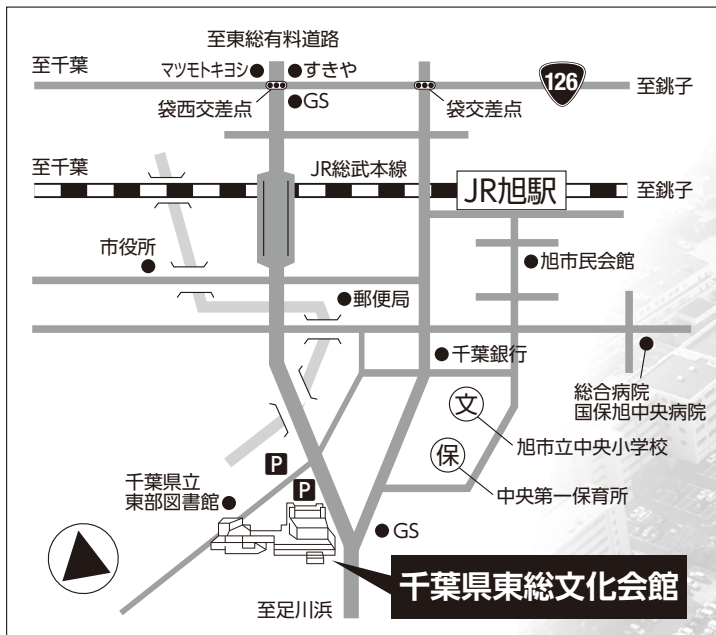 至東総有料道路
至千葉
マツモトキヨシ
すきや
126
至銚子
袋西交差点
GS
袋交差点
至千葉
JR総武本線
JR旭駅
至銚子
市役所
旭市民会館
郵便局
千葉銀行
総合病院
国保旭中央病院
文
旭市立中央小学校
保
中央第一保育所
P
P
千葉県立
東部図書館
GS
千葉県東総文化会館
至足川浜